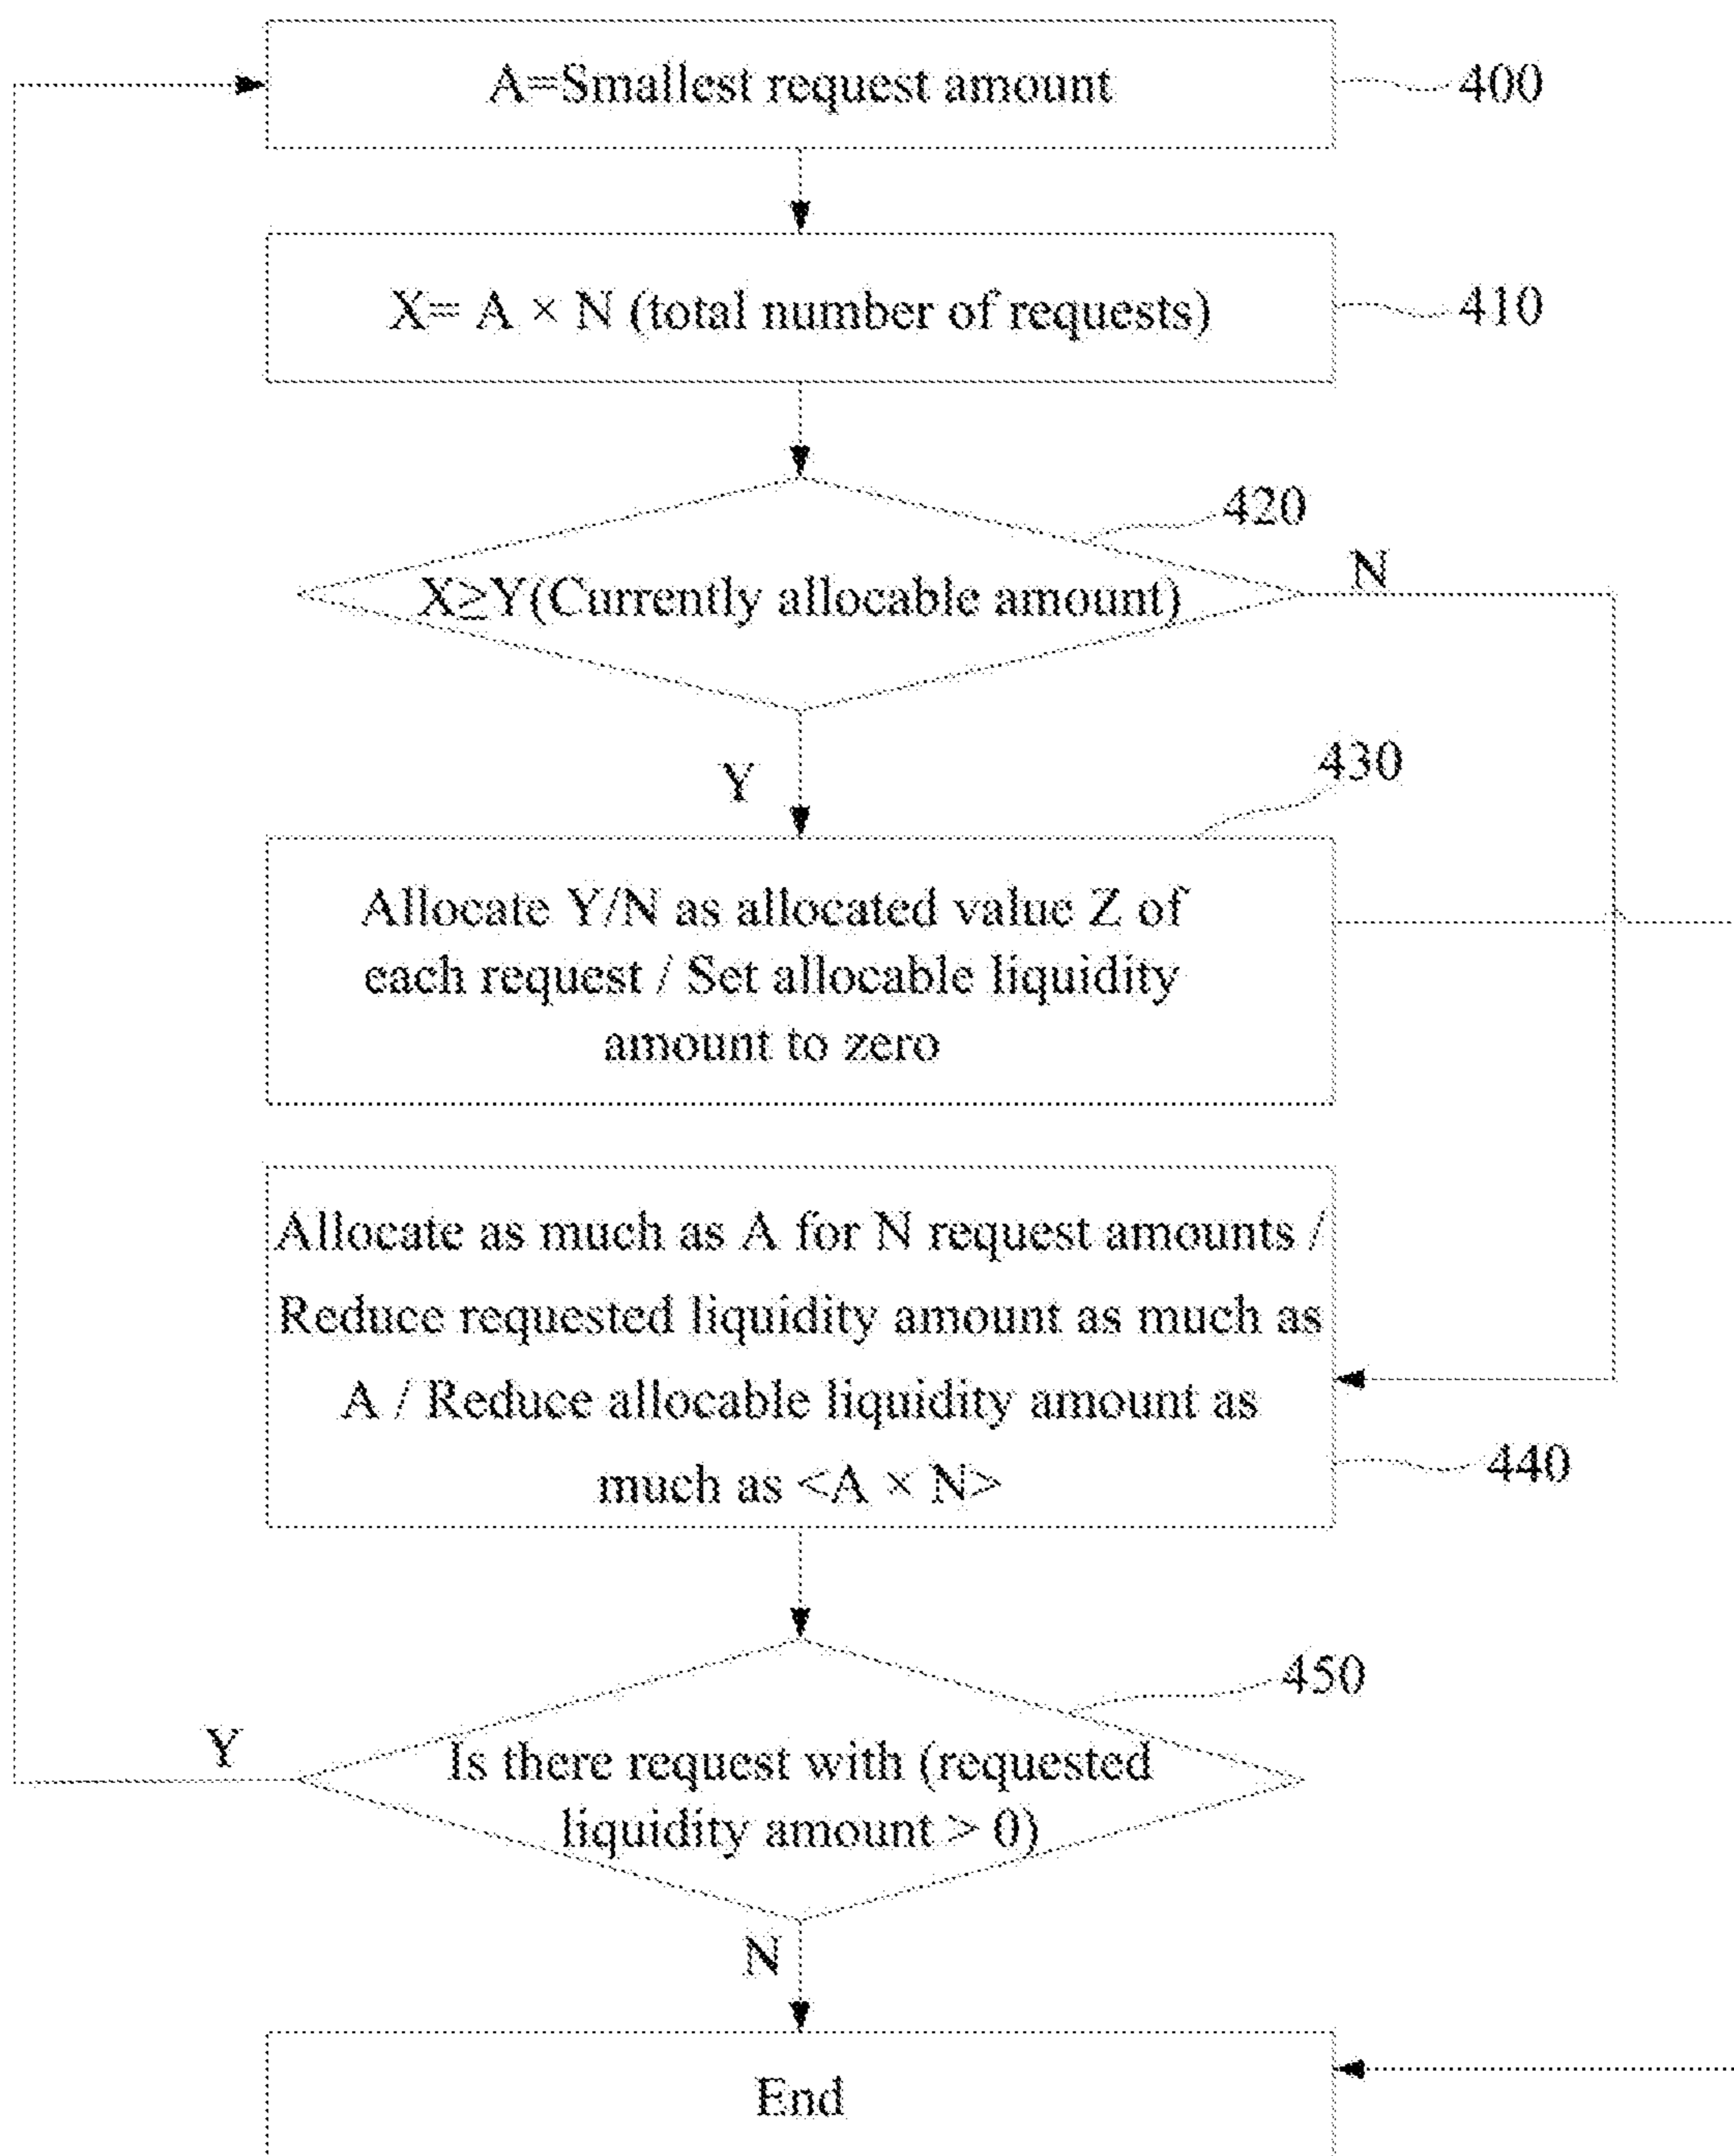 A=Smallest request amount
400
X= A × N (total number of requests)
410
420
X≥Y(Currently allocable amount)
N
Y
430
Allocate Y/N as allocated value Z of
each request / Set allocable liquidity
amount to zero
Allocate as much as A for N request amounts /
Reduce requested liquidity amount as much as
A / Reduce allocable liquidity amount as
much as <A × N>
440
450
Y
Is there request with (requested
liquidity amount > 0)
N
End